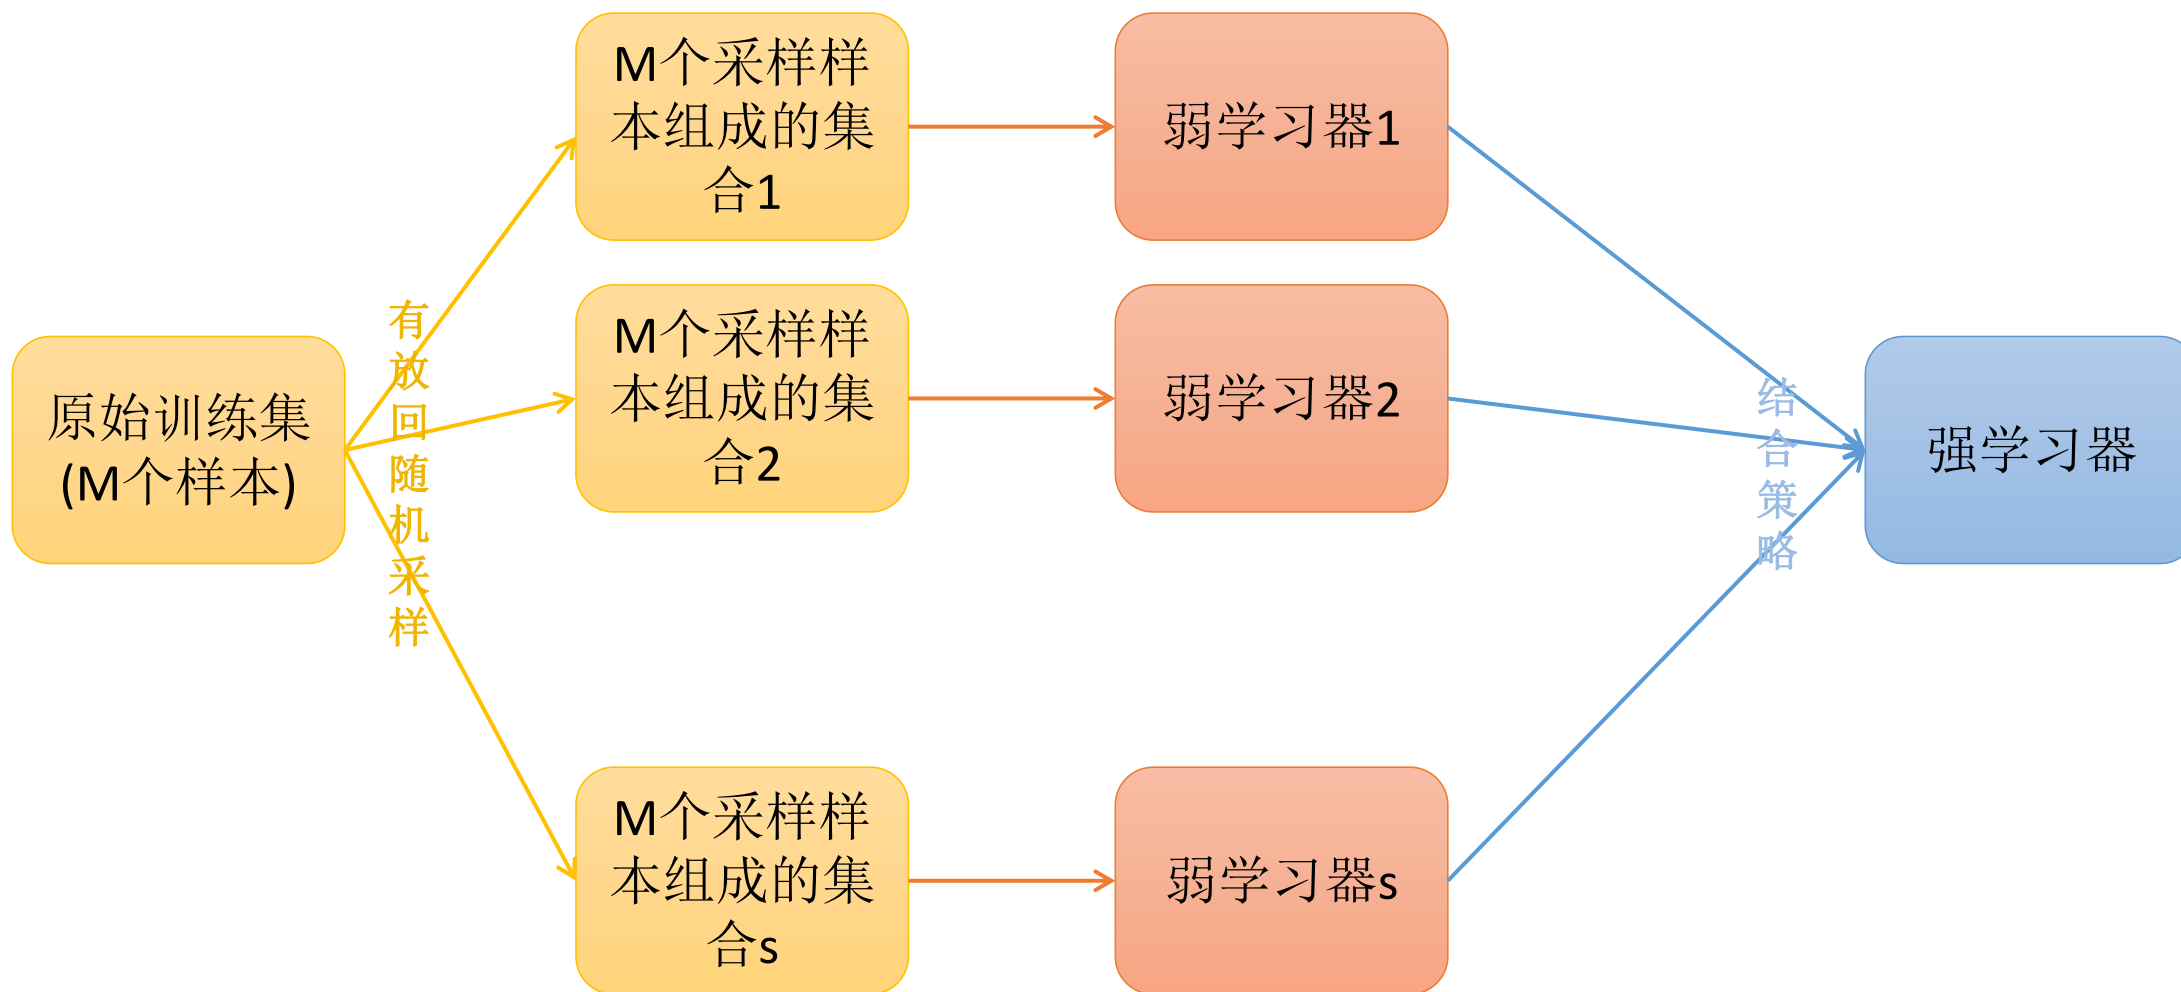 原始训练集
(M个样本)
有放回随机采样
M个采样样
本组成的集
合1
弱学习器1
M个采样样
本组成的集
合2
弱学习器2
M个采样样
本组成的集
合s
弱学习器s
结合策略
强学习器